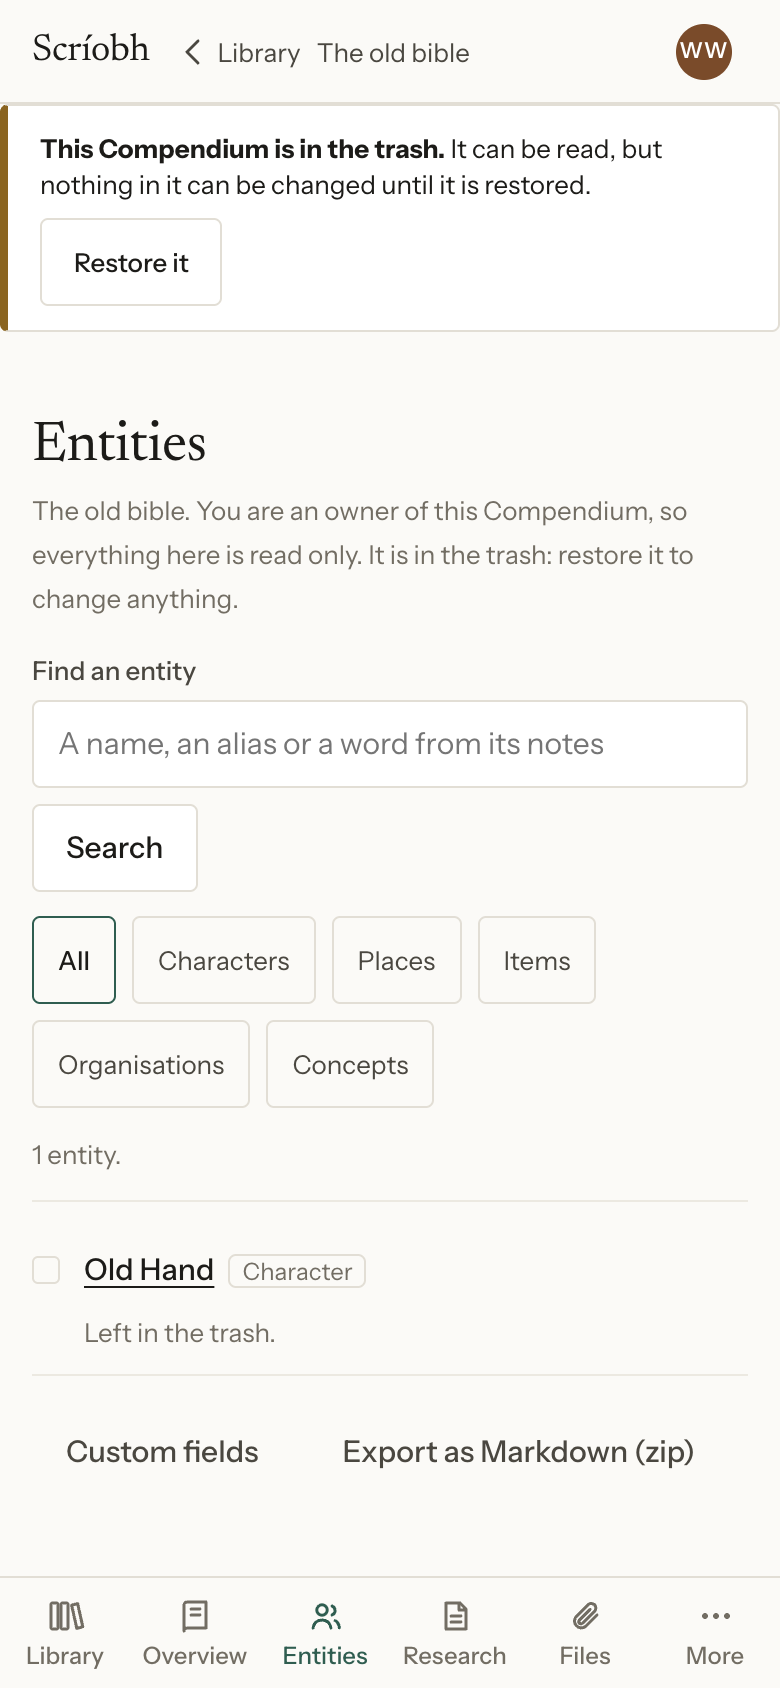 Scríobh
Library The old bible
WW
This Compendium is in the trash. It can be read, but
nothing in it can be changed until it is restored.
Restore it
Entities
The old bible. You are an owner of this Compendium, so
everything here is read only. It is in the trash: restore it to
change anything.
Find an entity
A name, an alias or a word from its notes
Search
All Characters Places Items
Organisations Concepts
1 entity.
Old Hand Character
Left in the trash.
Custom fields Export as Markdown (zip)
Library Overview Entities Research Files More